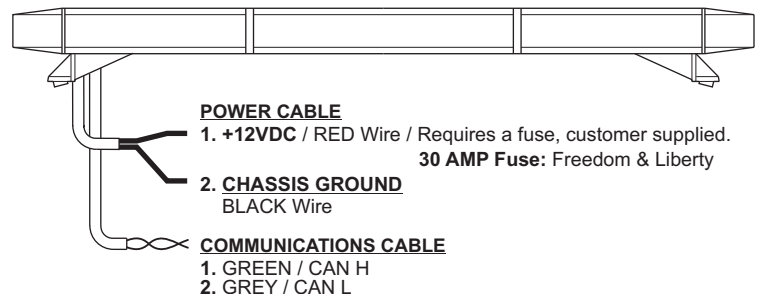 POWER CABLE
1. +12VDC / RED Wire / Requires a fuse, customer supplied.
30 AMP Fuse: Freedom & Liberty
2. CHASSIS GROUND
BLACK Wire
COMMUNICATIONS CABLE
1. GREEN / CAN H
2. GREY / CAN L